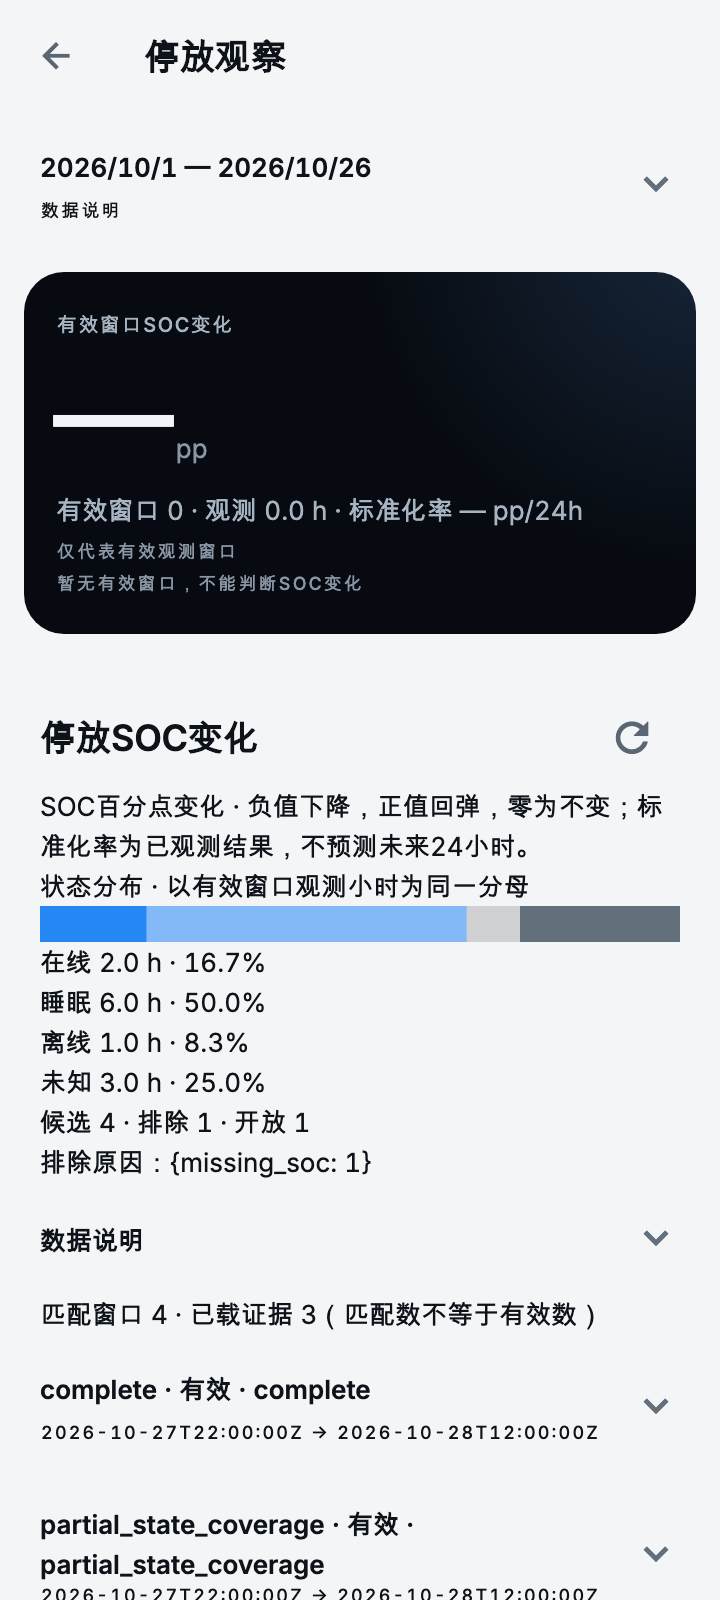 停放观察
2026/10/1 — 2026/10/26
数据说明
有效窗口SOC变化
— pp
有效窗口 0 · 观测 0.0 h · 标准化率 — pp/24h
仅代表有效观测窗口
暂无有效窗口，不能判断SOC变化
停放SOC变化
SOC百分点变化 · 负值下降，正值回弹，零为不变；标
准化率为已观测结果，不预测未来24小时。
状态分布 · 以有效窗口观测小时为同一分母
在线 2.0 h · 16.7%
睡眠 6.0 h · 50.0%
离线 1.0 h · 8.3%
未知 3.0 h · 25.0%
候选 4 · 排除 1 · 开放 1
排除原因：{missing_soc: 1}
数据说明
匹配窗口 4 · 已载证据 3（匹配数不等于有效数）
complete · 有效 · complete
2026-10-27T22:00:00Z → 2026-10-28T12:00:00Z
partial_state_coverage · 有效 ·
partial_state_coverage
2026-10-27T22:00:00Z → 2026-10-28T12:00:00Z